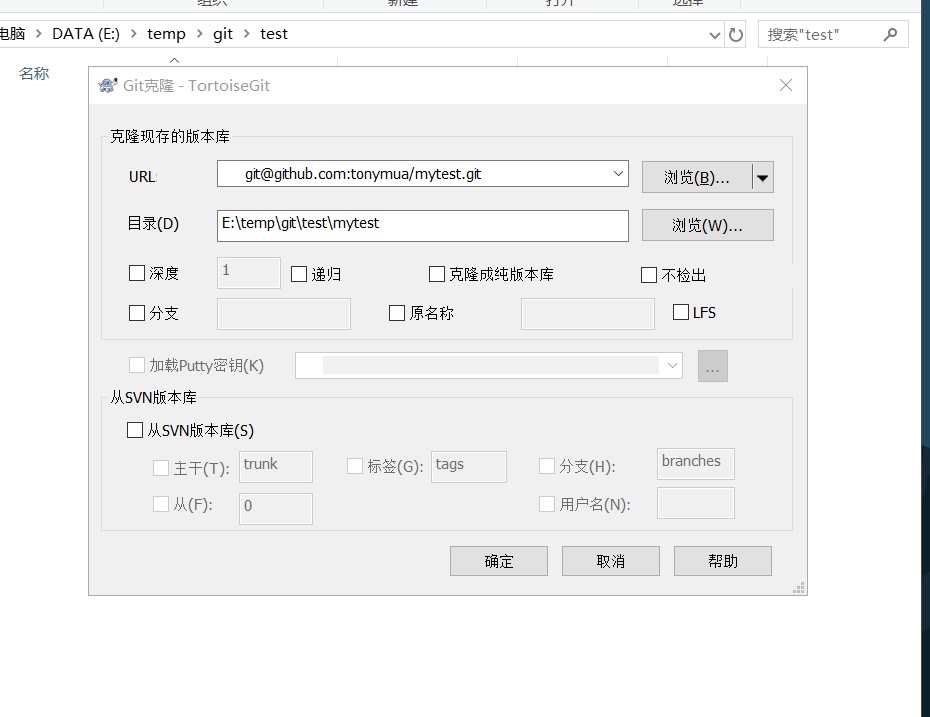 组织 新建 打开 选择
电脑 > DATA (E:) > temp > git > test 搜索"test"
名称
Git克隆 - TortoiseGit
克隆现存的版本库
URL: git@github.com:tonymua/mytest.git 浏览(B)...
目录(D) E:\temp\git\test\mytest 浏览(W)...
深度 1 递归 克隆成纯版本库 不检出
分支 原名称 LFS
加载Putty密钥(K) ...
从SVN版本库
从SVN版本库(S)
主干(T): trunk 标签(G): tags 分支(H): branches
从(F): 0 用户名(N):
确定 取消 帮助